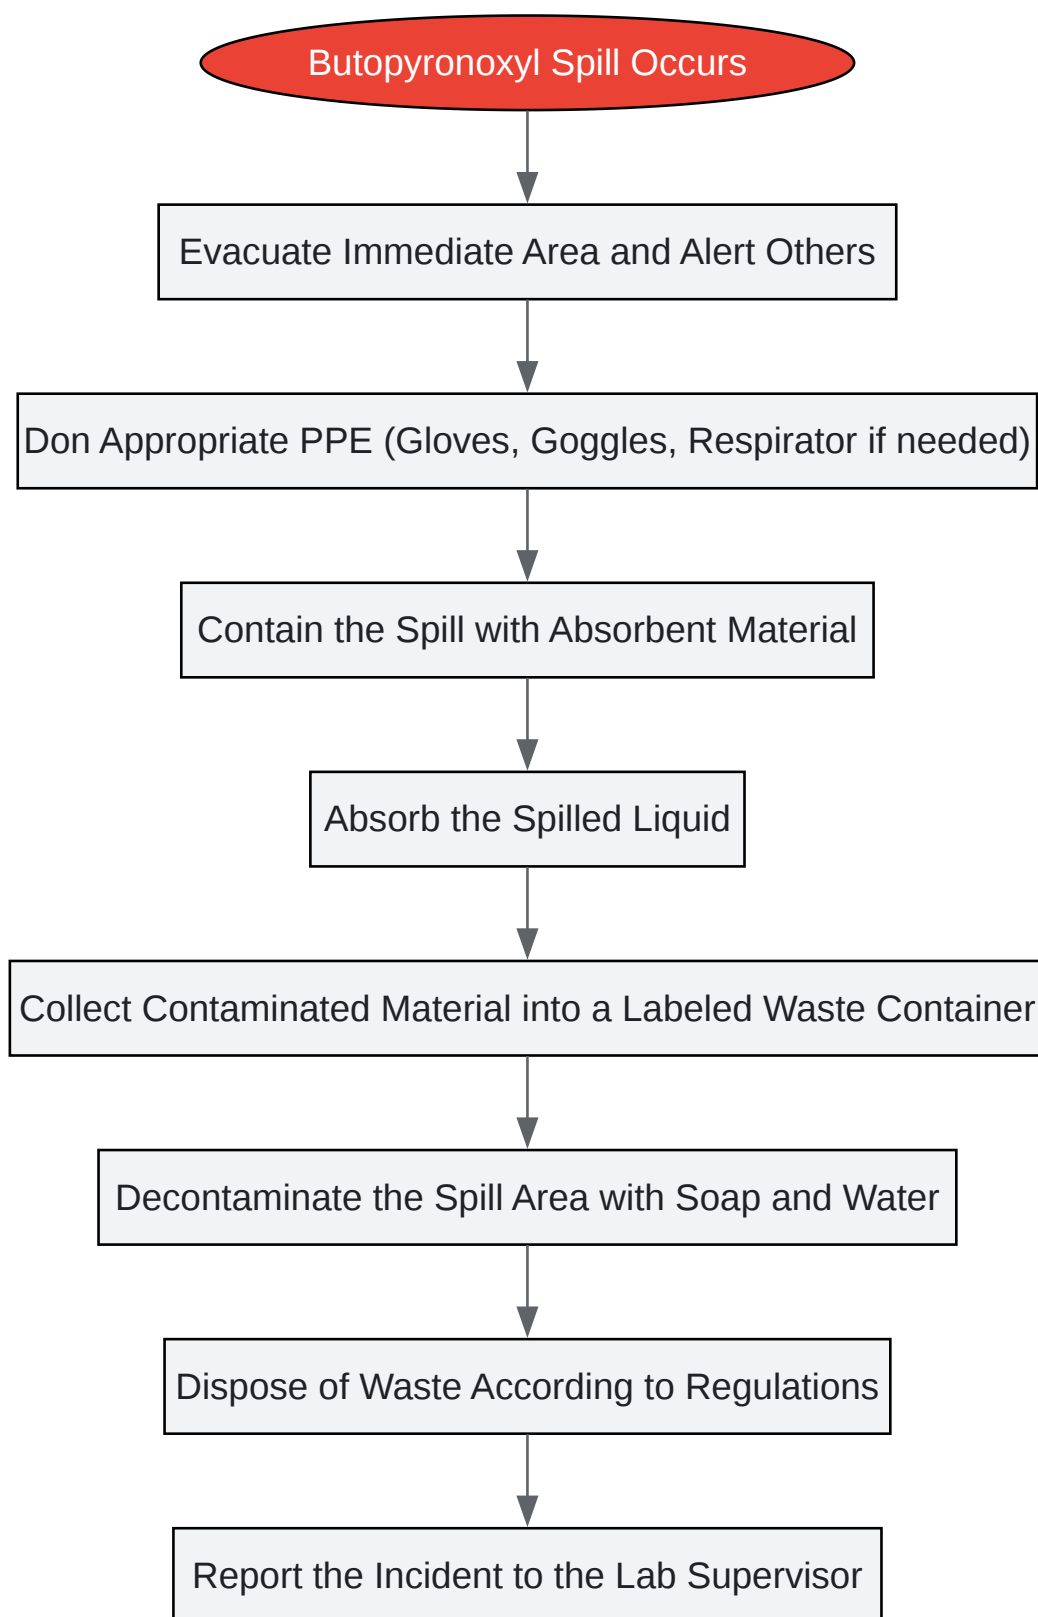 Butopyronoxyl Spill Occurs
Evacuate Immediate Area and Alert Others
Don Appropriate PPE (Gloves, Goggles, Respirator if needed)
Contain the Spill with Absorbent Material
Absorb the Spilled Liquid
Collect Contaminated Material into a Labeled Waste Container
Decontaminate the Spill Area with Soap and Water
Dispose of Waste According to Regulations
Report the Incident to the Lab Supervisor